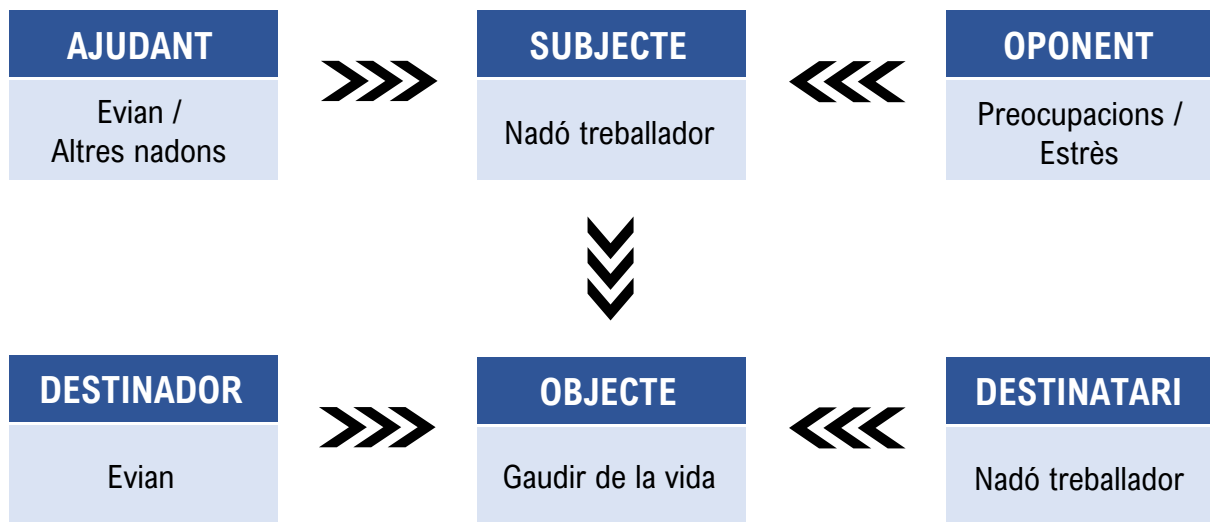 AJUDANT
Evian /
Altres nadons
SUBJECTE
Nadó treballador
OPONENT
Preocupacions /
Estrès
DESTINADOR
Evian
OBJECTE
Gaudir de la vida
DESTINATARI
Nadó treballador